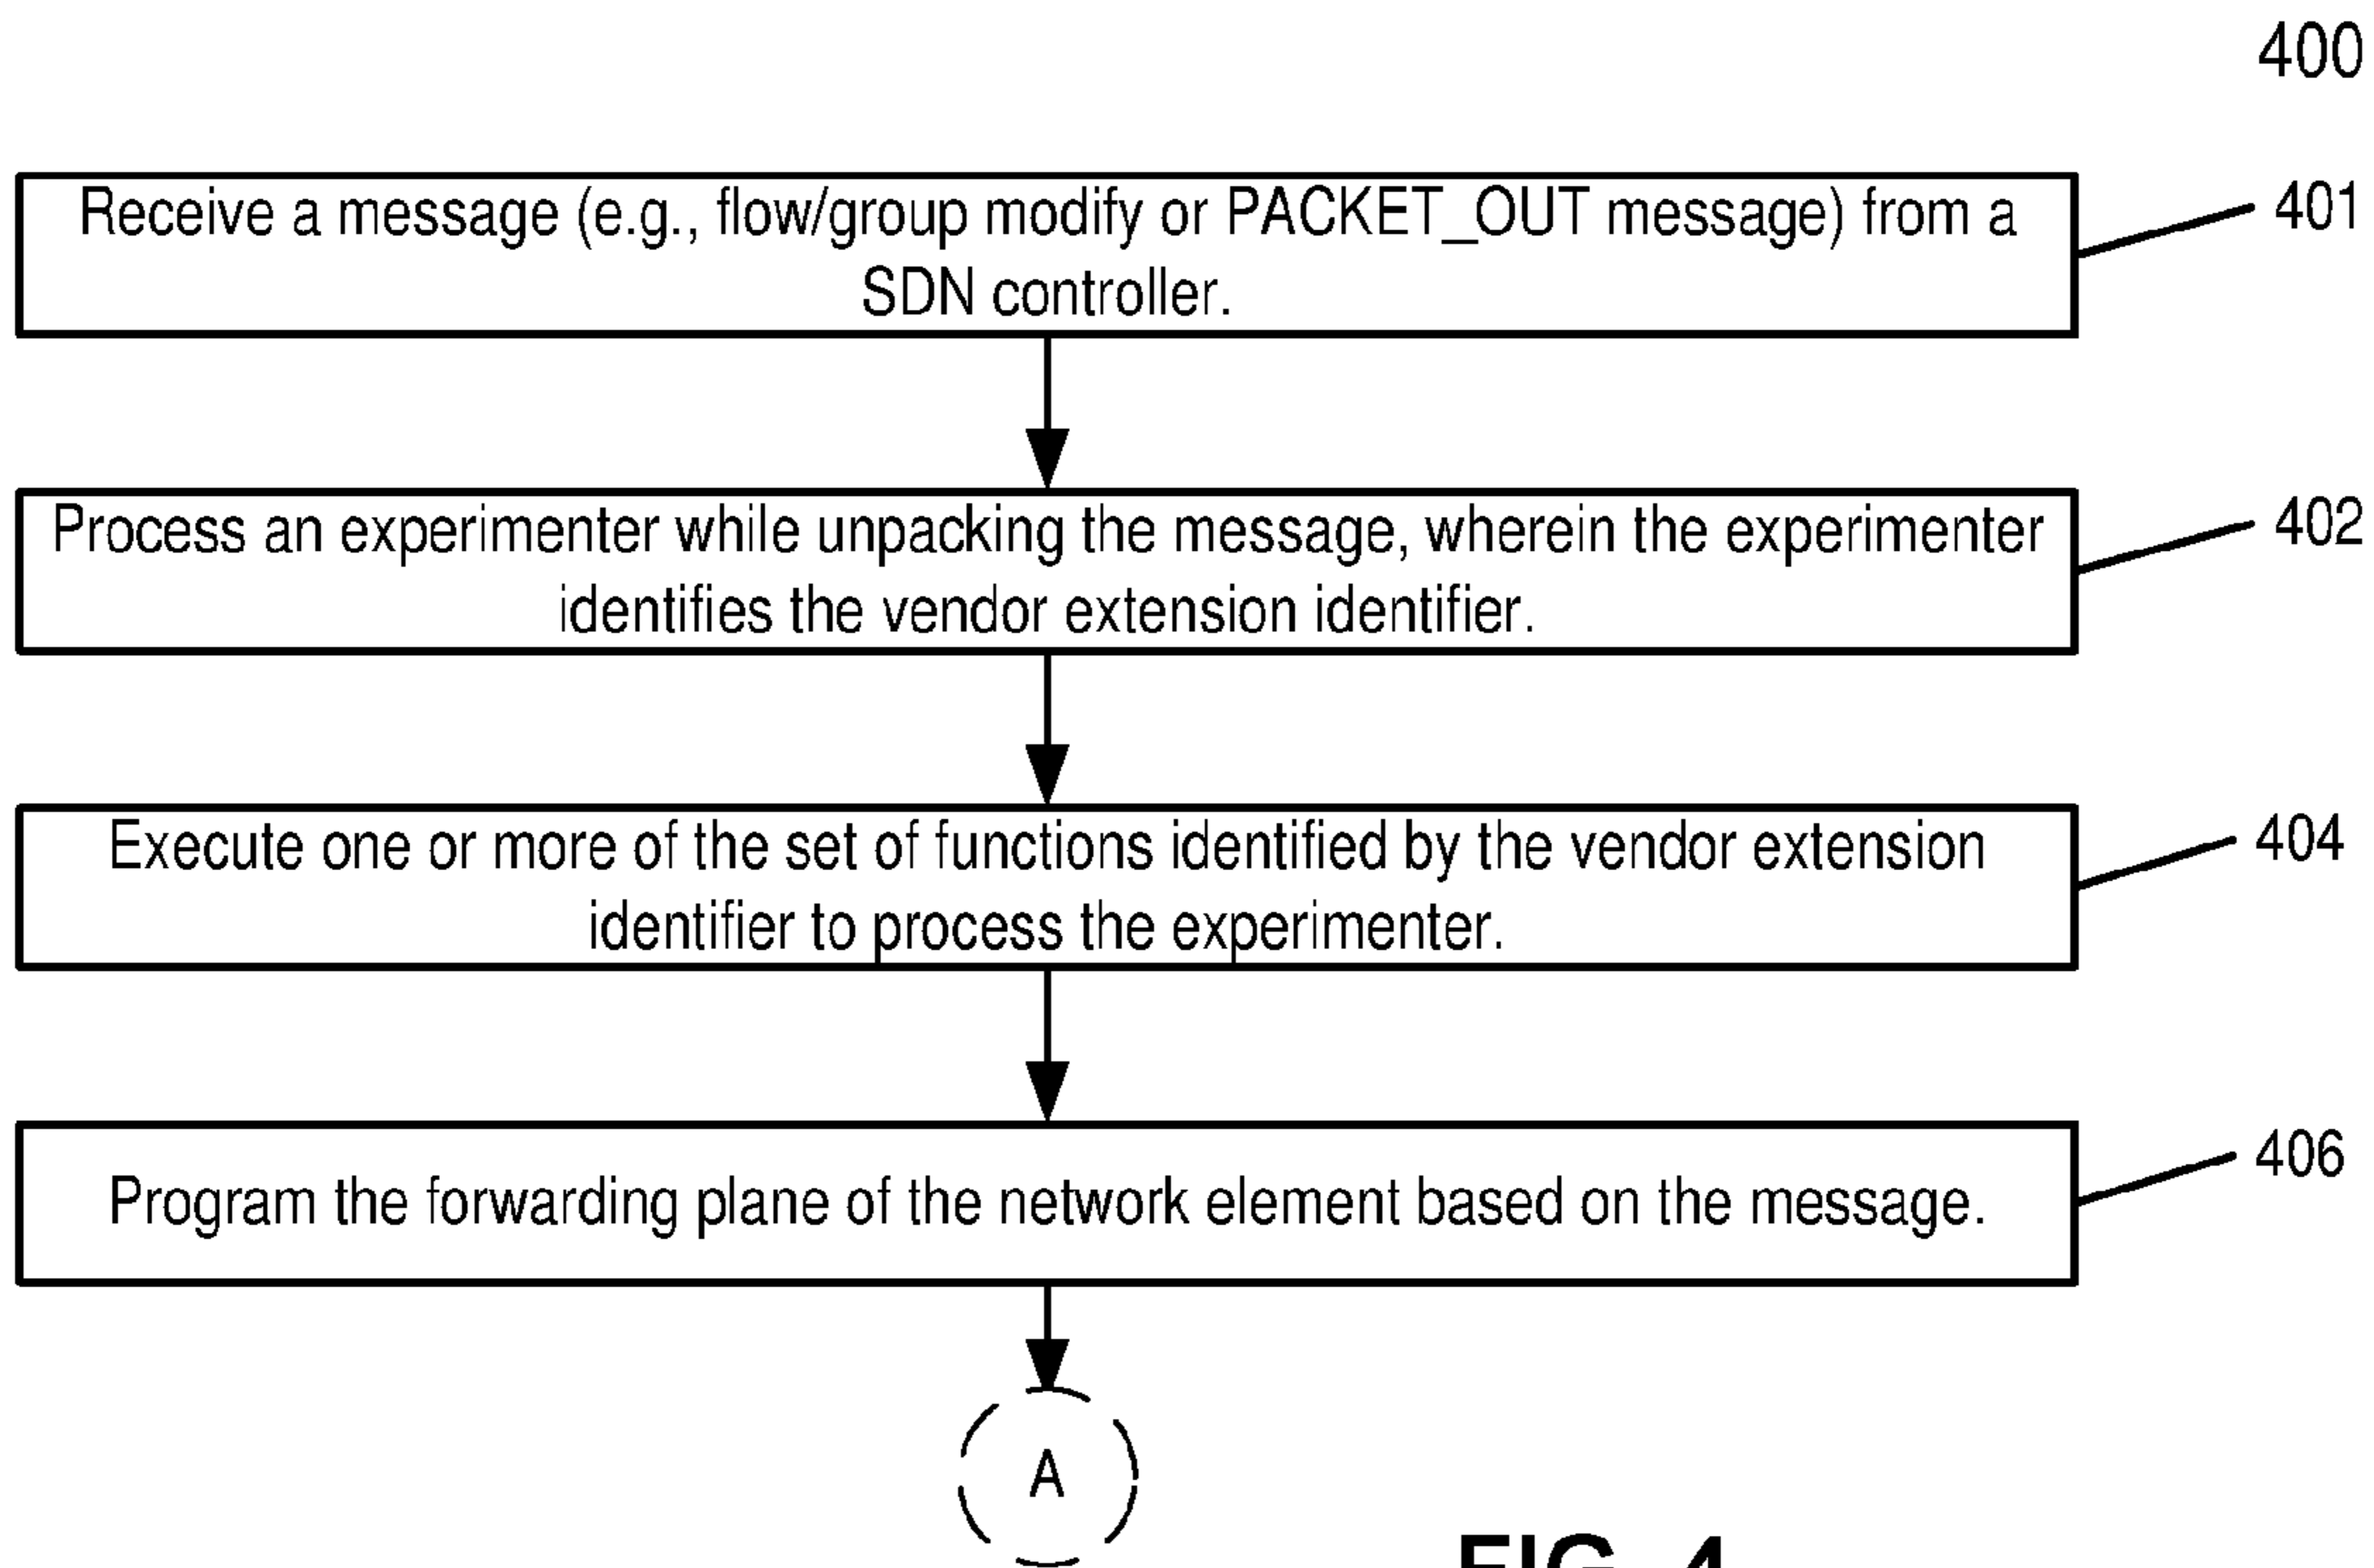 400
Receive a message (e.g., flow/group modify or PACKET_OUT message) from a
SDN controller.
401
Process an experimenter while unpacking the message, wherein the experimenter
identifies the vendor extension identifier.
402
Execute one or more of the set of functions identified by the vendor extension
identifier to process the experimenter.
404
Program the forwarding plane of the network element based on the message.
406
A
FIG. 4